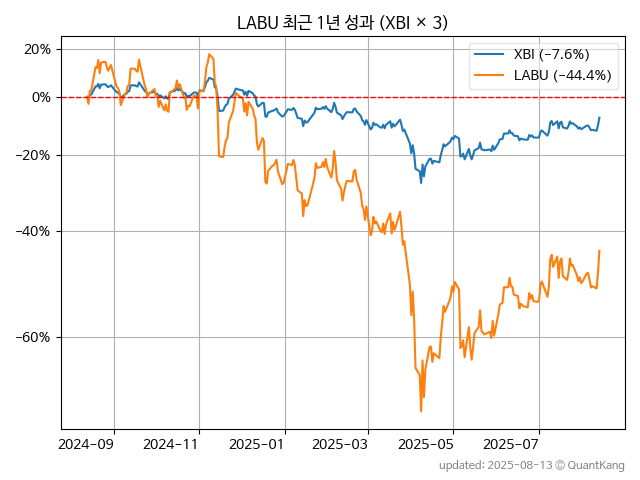 LABU 최근 1년 성과 (XBI × 3)
XBI (−7.6%)
LABU (−44.4%)
20%
0%
−20%
−40%
−60%
2024-09
2024-11
2025-01
2025-03
2025-05
2025-07
updated: 2025-08-13 © QuantKang